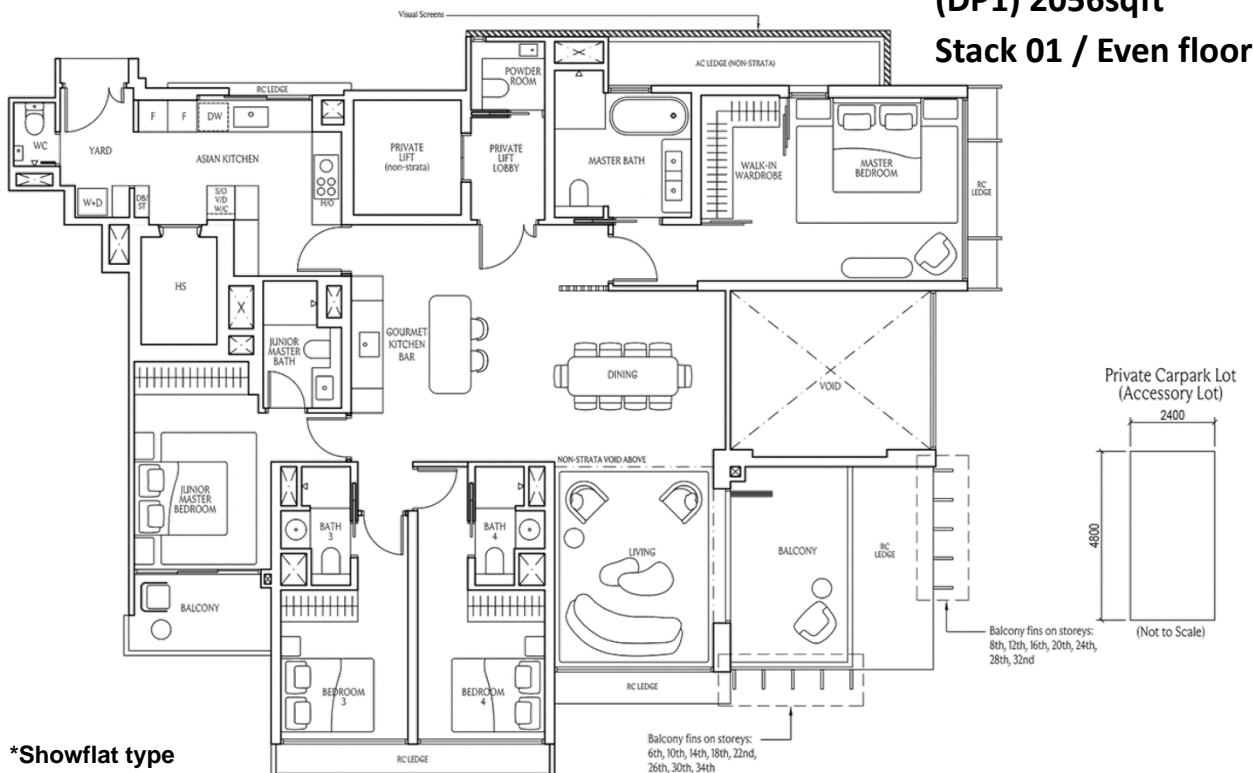 (DP1) 2056sqft
Stack 01 / Even floor
Visual Screens
AC LEDGE (NON-STRATA)
POWDER
ROOM
RC LEDGE
WC
YARD
F
F
DW
ASIAN KITCHEN
PRIVATE
LIFT
(non-strata)
PRIVATE
LIFT
LOBBY
MASTER BATH
WALK-IN
WARDROBE
MASTER
BEDROOM
RC
LEDGE
W+D
DB/
ST
S/O
V/D
W/C
H/O
HS
X
JUNIOR
MASTER
BATH
GOURMET
KITCHEN
BAR
DINING
VOID
Private Carpark Lot
(Accessory Lot)
2400
4800
(Not to Scale)
NON-STRATA VOID ABOVE
JUNIOR
MASTER
BEDROOM
BATH
3
BATH
4
LIVING
BALCONY
RC
LEDGE
BALCONY
Balcony fins on storeys:
8th, 12th, 16th, 20th, 24th,
28th, 32nd
BEDROOM
3
BEDROOM
4
RC LEDGE
Balcony fins on storeys:
6th, 10th, 14th, 18th, 22nd,
26th, 30th, 34th
RC LEDGE
*Showflat type